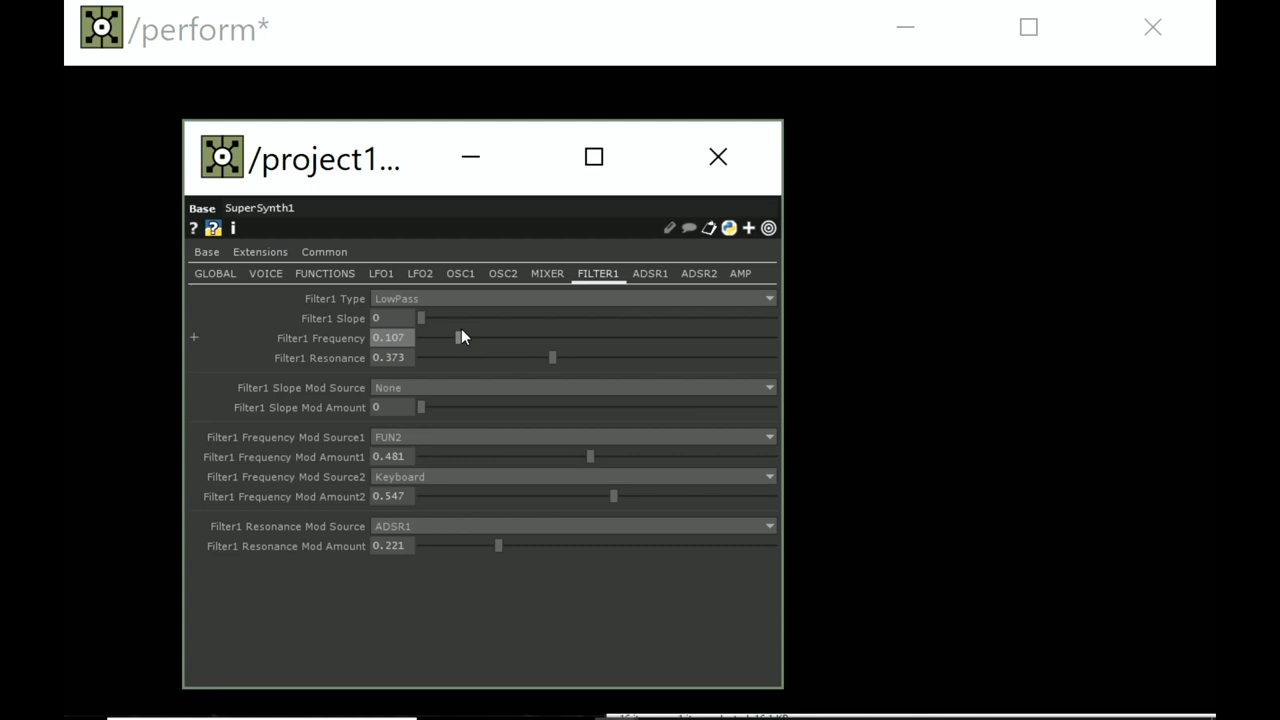 /perform*
/project1...
Base SuperSynth1
? ? i
Base Extensions Common
GLOBAL VOICE FUNCTIONS LFO1 LFO2 OSC1 OSC2 MIXER FILTER1 ADSR1 ADSR2 AMP
Filter1 Type LowPass
Filter1 Slope 0
+ Filter1 Frequency 0.107
Filter1 Resonance 0.373
Filter1 Slope Mod Source None
Filter1 Slope Mod Amount 0
Filter1 Frequency Mod Source1 FUN2
Filter1 Frequency Mod Amount1 0.481
Filter1 Frequency Mod Source2 Keyboard
Filter1 Frequency Mod Amount2 0.547
Filter1 Resonance Mod Source ADSR1
Filter1 Resonance Mod Amount 0.221